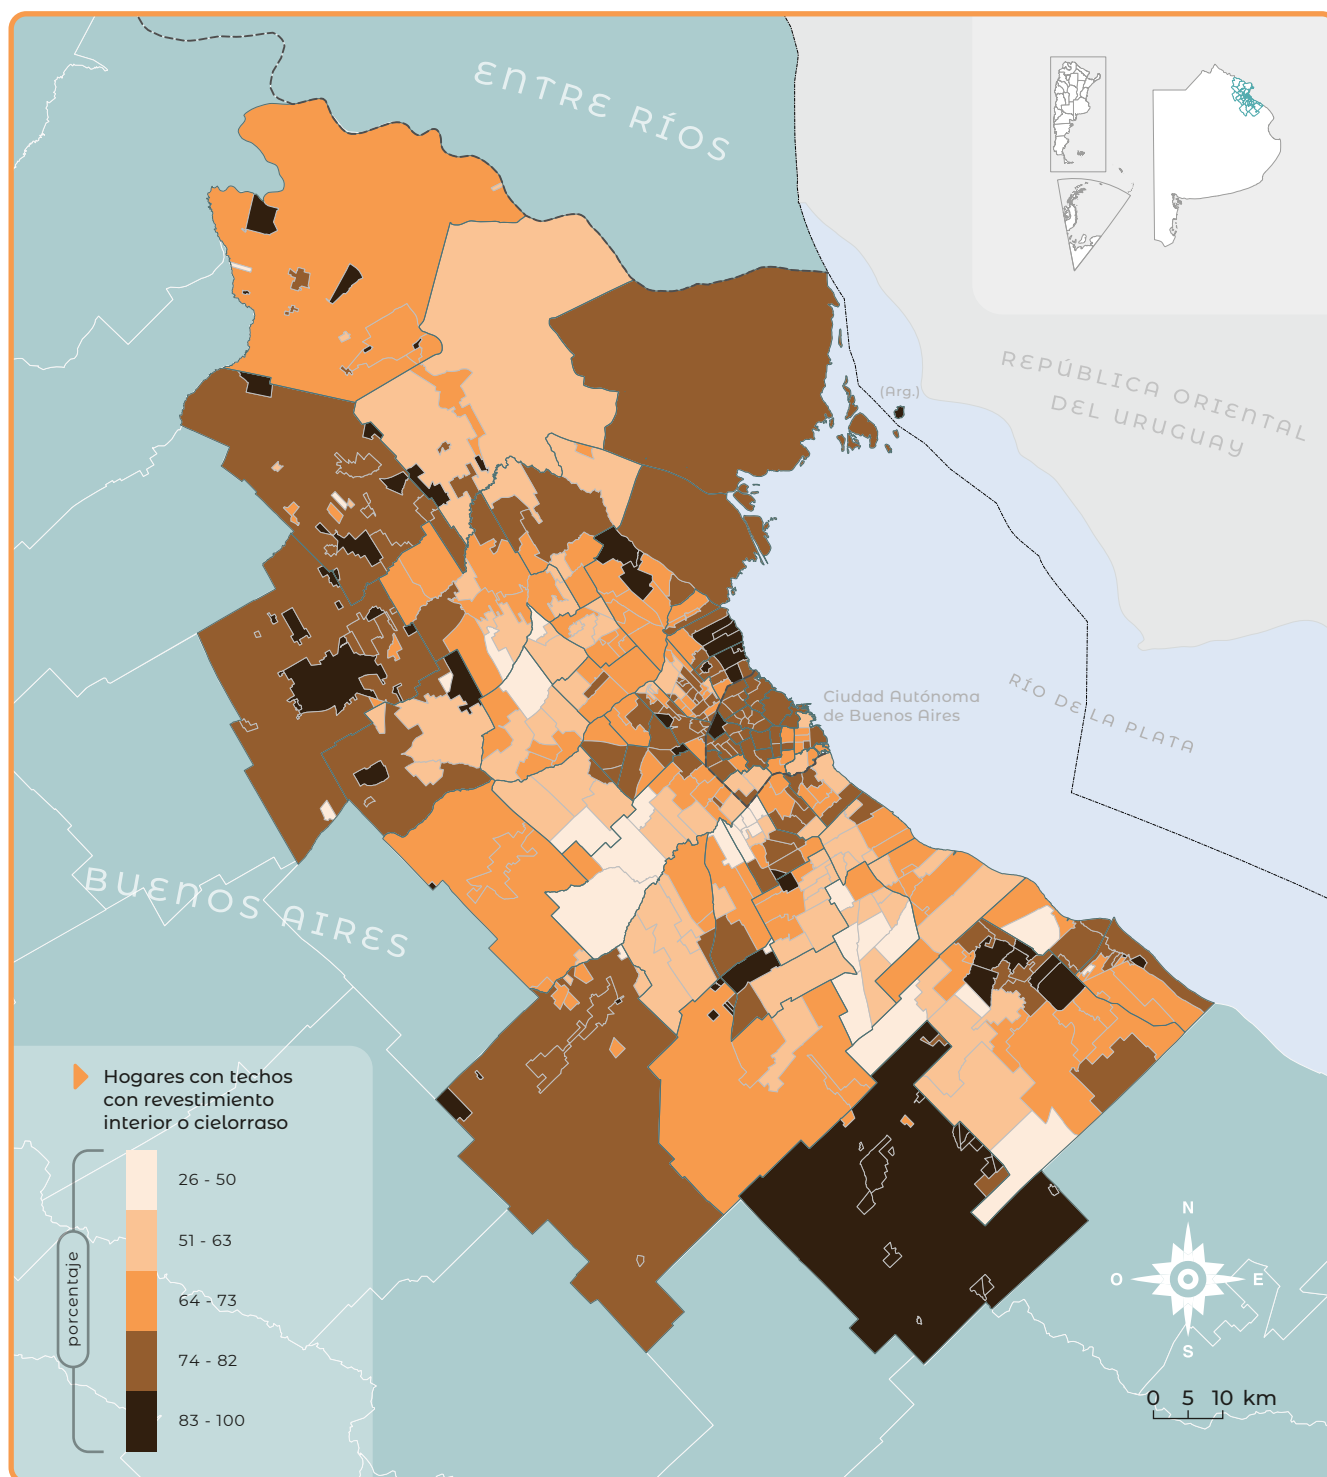 ENTRE RÍOS
(Arg.)
REPÚBLICA ORIENTAL
DEL URUGUAY
Ciudad Autónoma
de Buenos Aires
RÍO DE LA PLATA
BUENOS AIRES
Hogares con techos
con revestimiento
interior o cielorraso
porcentaje
26 - 50
51 - 63
64 - 73
74 - 82
83 - 100
N
O
E
S
0 5 10 km